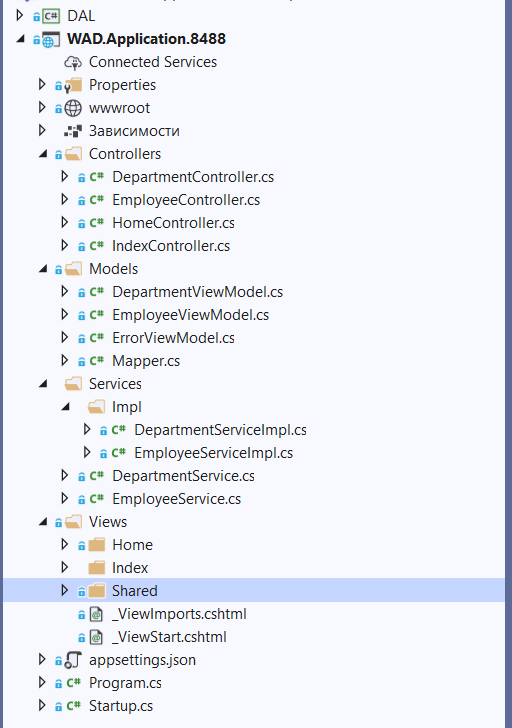 C# DAL
WAD.Application.8488
Connected Services
Properties
wwwroot
Зависимости
Controllers
C# DepartmentController.cs
C# EmployeeController.cs
C# HomeController.cs
C# IndexController.cs
Models
C# DepartmentViewModel.cs
C# EmployeeViewModel.cs
C# ErrorViewModel.cs
C# Mapper.cs
Services
Impl
C# DepartmentServiceImpl.cs
C# EmployeeServiceImpl.cs
C# DepartmentService.cs
C# EmployeeService.cs
Views
Home
Index
Shared
@ _ViewImports.cshtml
@ _ViewStart.cshtml
appsettings.json
C# Program.cs
C# Startup.cs